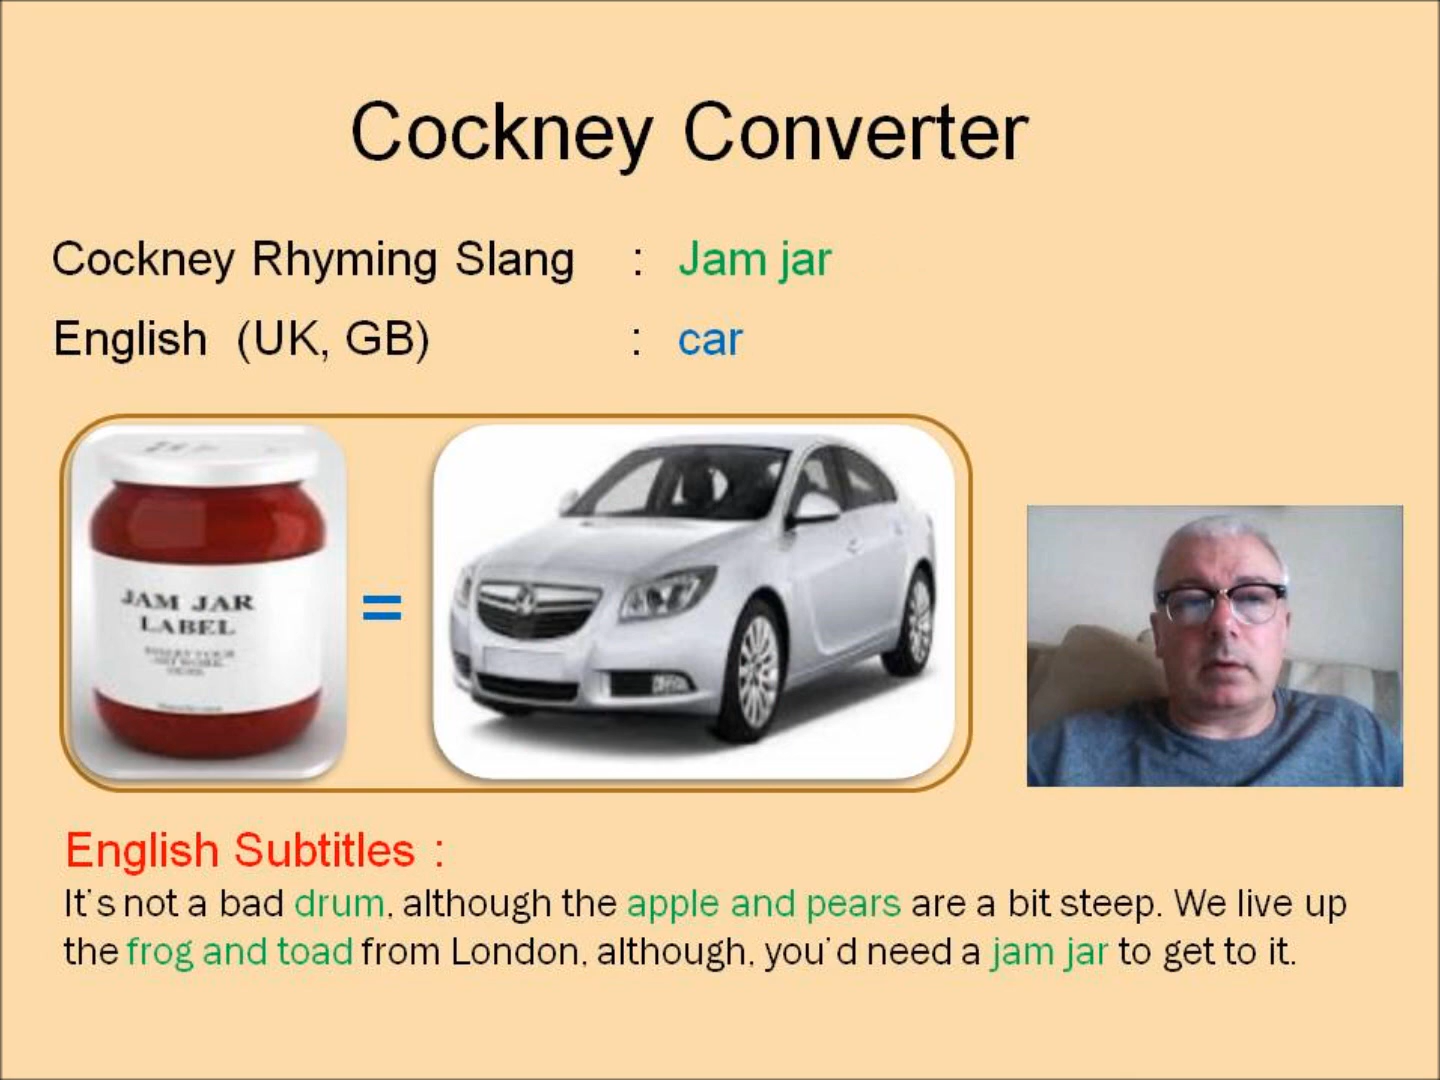 Cockney Converter
Cockney Rhyming Slang : Jam jar
English (UK, GB) : car
JAM JAR
LABEL
=
English Subtitles :
It's not a bad drum, although the apple and pears are a bit steep. We live up
the frog and toad from London, although, you'd need a jam jar to get to it.